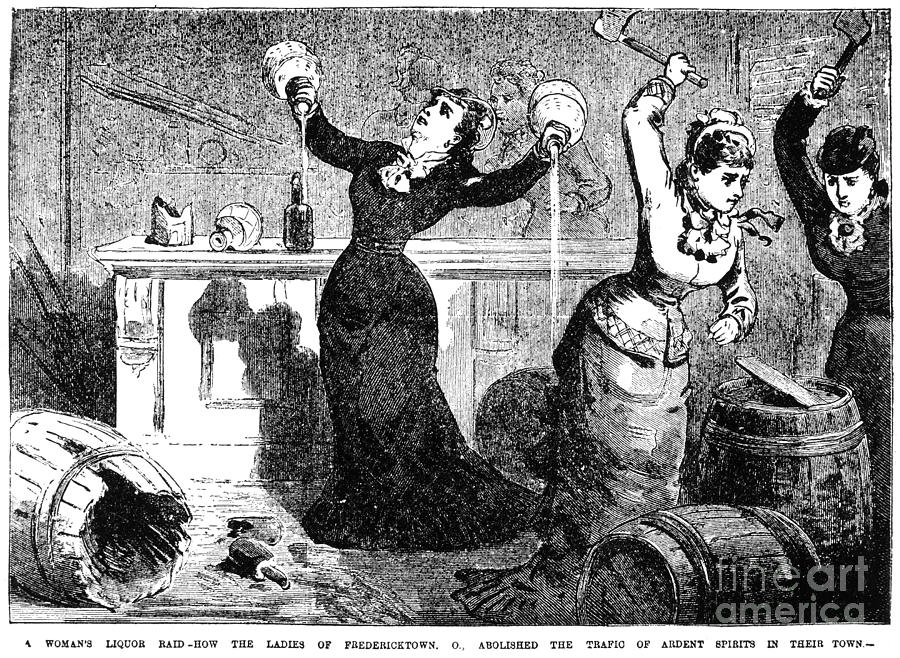 fine art
america
A WOMAN'S LIQUOR RAID-HOW THE LADIES OF FREDERICKTOWN, O., ABOLISHED THE TRAFIC OF ARDENT SPIRITS IN THEIR TOWN.-